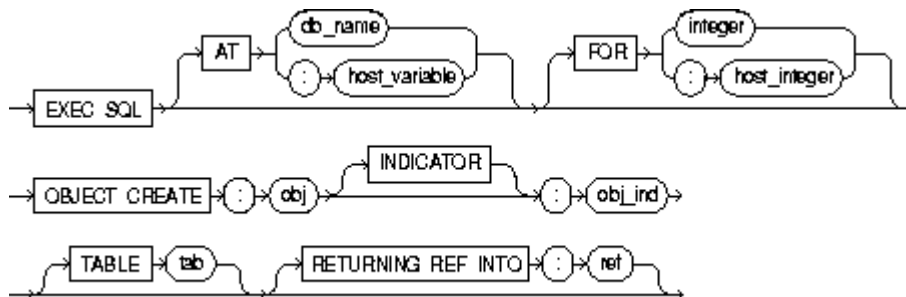 AT db_name FOR integer
: host_variable : host_integer
EXEC SQL
INDICATOR
OBJECT CREATE : obj : obj_ind
TABLE tab RETURNING REF INTO : ref